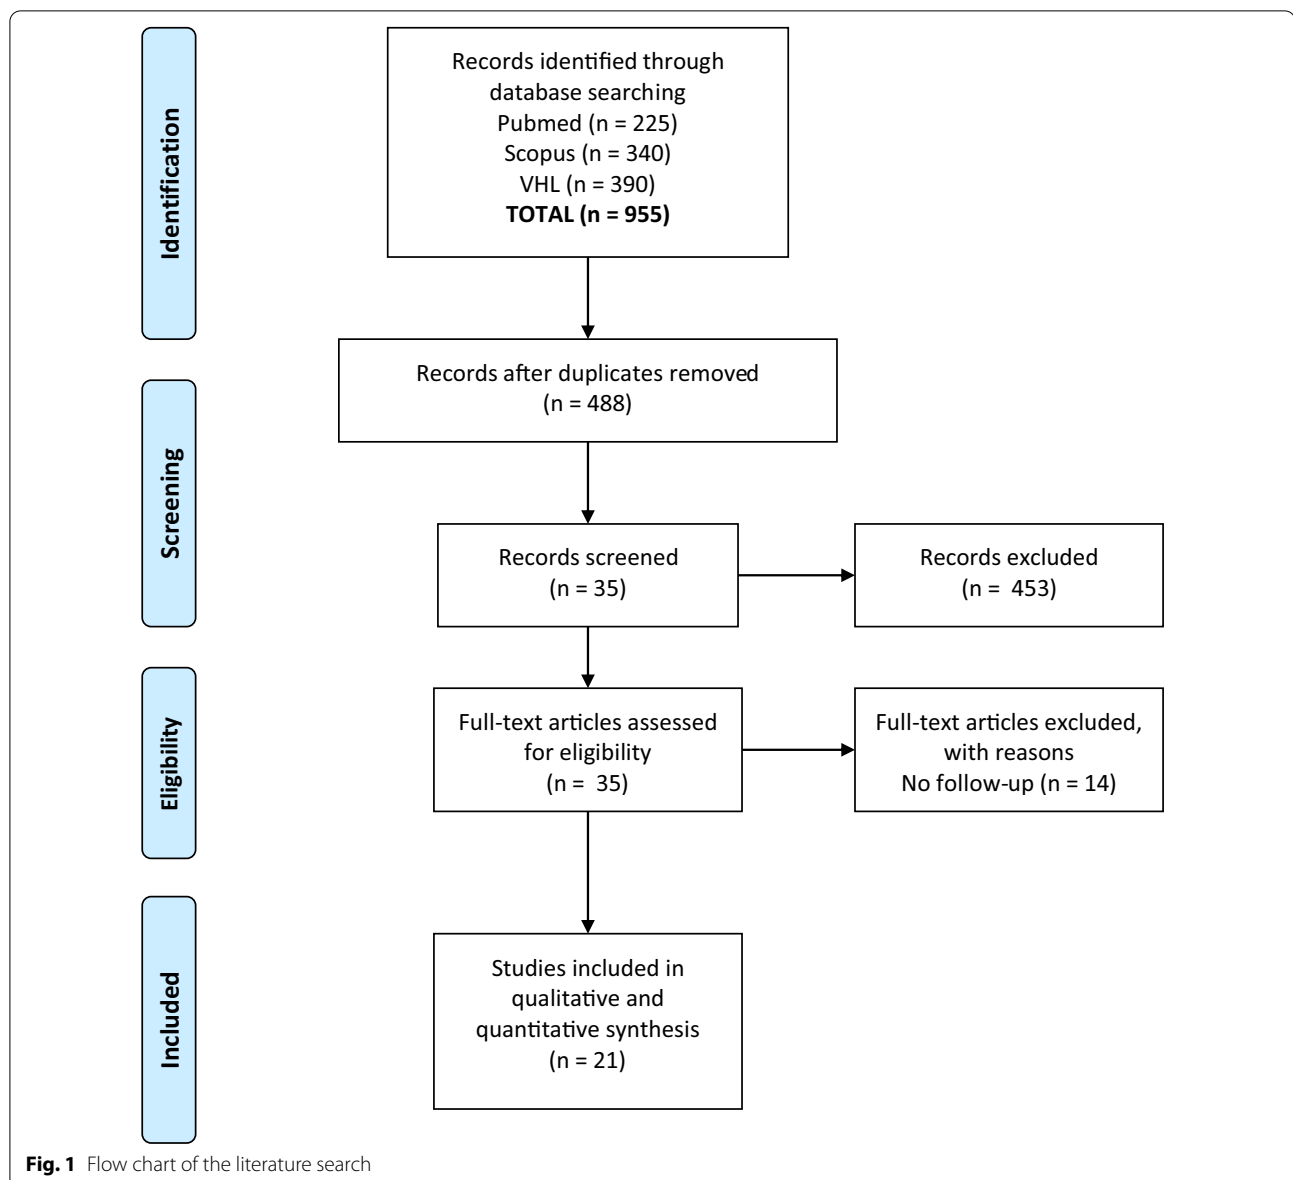 Identification
Records identified through
database searching
Pubmed (n = 225)
Scopus (n = 340)
VHL (n = 390)
TOTAL (n = 955)
Records after duplicates removed
(n = 488)
Screening
Records screened
(n = 35)
Records excluded
(n = 453)
Eligibility
Full-text articles assessed
for eligibility
(n = 35)
Full-text articles excluded,
with reasons
No follow-up (n = 14)
Included
Studies included in
qualitative and
quantitative synthesis
(n = 21)
Fig. 1 Flow chart of the literature search